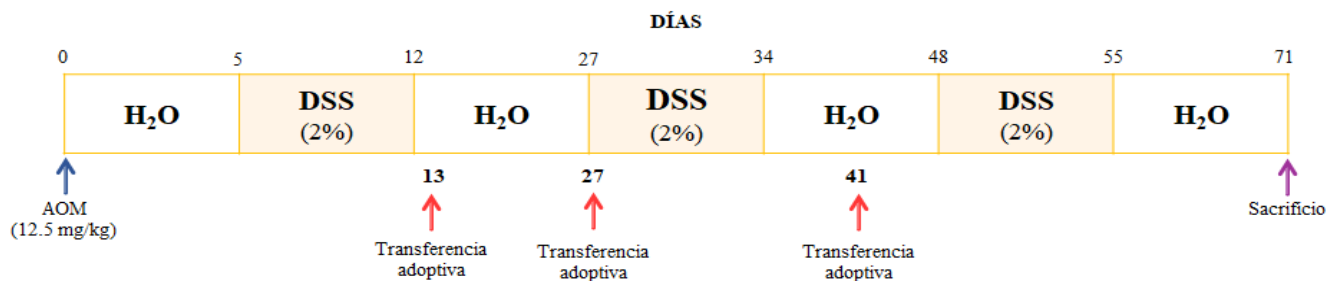 DÍAS
0 5 12 27 34 48 55 71
H₂O DSS H₂O DSS H₂O DSS H₂O
(2%) (2%) (2%)
13 27 41
AOM
(12.5 mg/kg)
Transferencia
adoptiva
Transferencia
adoptiva
Transferencia
adoptiva
Sacrificio